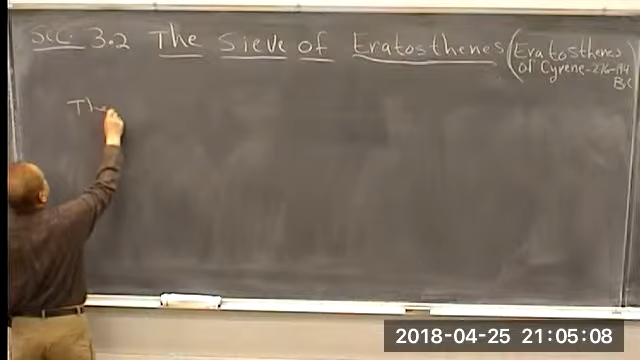 Sec. 3.2 The Sieve of Eratosthenes (Eratosthenes
of Cyrene-276-194
BC
Th
2018-04-25 21:05:08